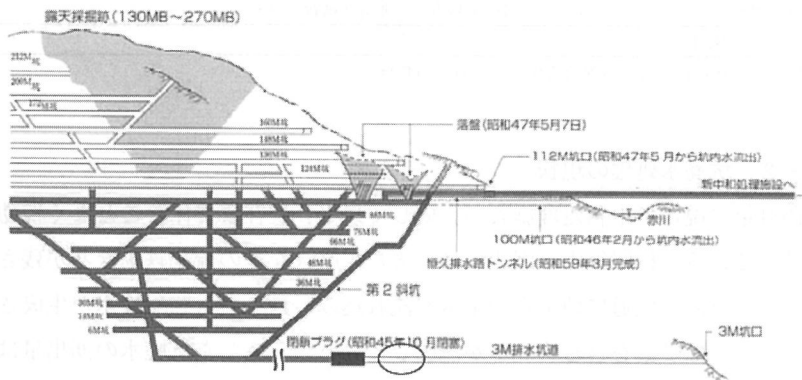 露天採掘跡(130MB～270MB)
212M坑
200M坑
172M坑
160M坑
148M坑
136M坑
124M坑
落盤(昭和47年5月7日)
112M坑口(昭和47年5月から坑内水流出)
新中和処理施設へ
赤川
100M坑口(昭和46年2月から坑内水流出)
恒久排水路トンネル(昭和59年3月完成)
88M坑
78M坑
66M坑
48M坑
36M坑
第2斜坑
30M坑
18M坑
6M坑
閉鎖プラグ(昭和45年10月閉塞)
3M排水坑道
3M坑口